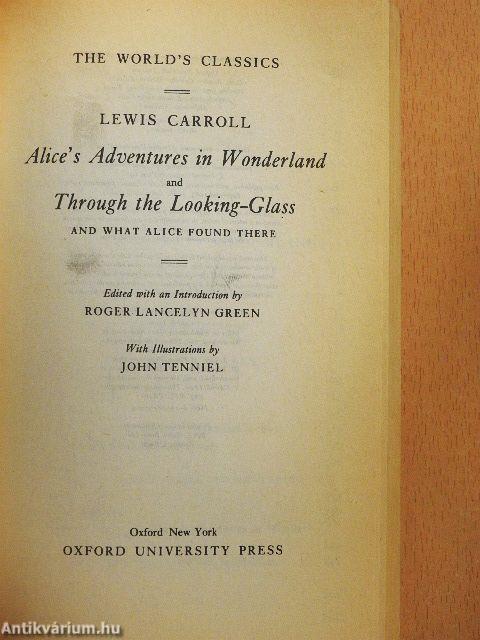 THE WORLD'S CLASSICS
LEWIS CARROLL
Alice's Adventures in Wonderland
and
Through the Looking-Glass
AND WHAT ALICE FOUND THERE
Edited with an Introduction by
ROGER LANCELYN GREEN
With Illustrations by
JOHN TENNIEL
Oxford New York
OXFORD UNIVERSITY PRESS
Antikvárium.hu